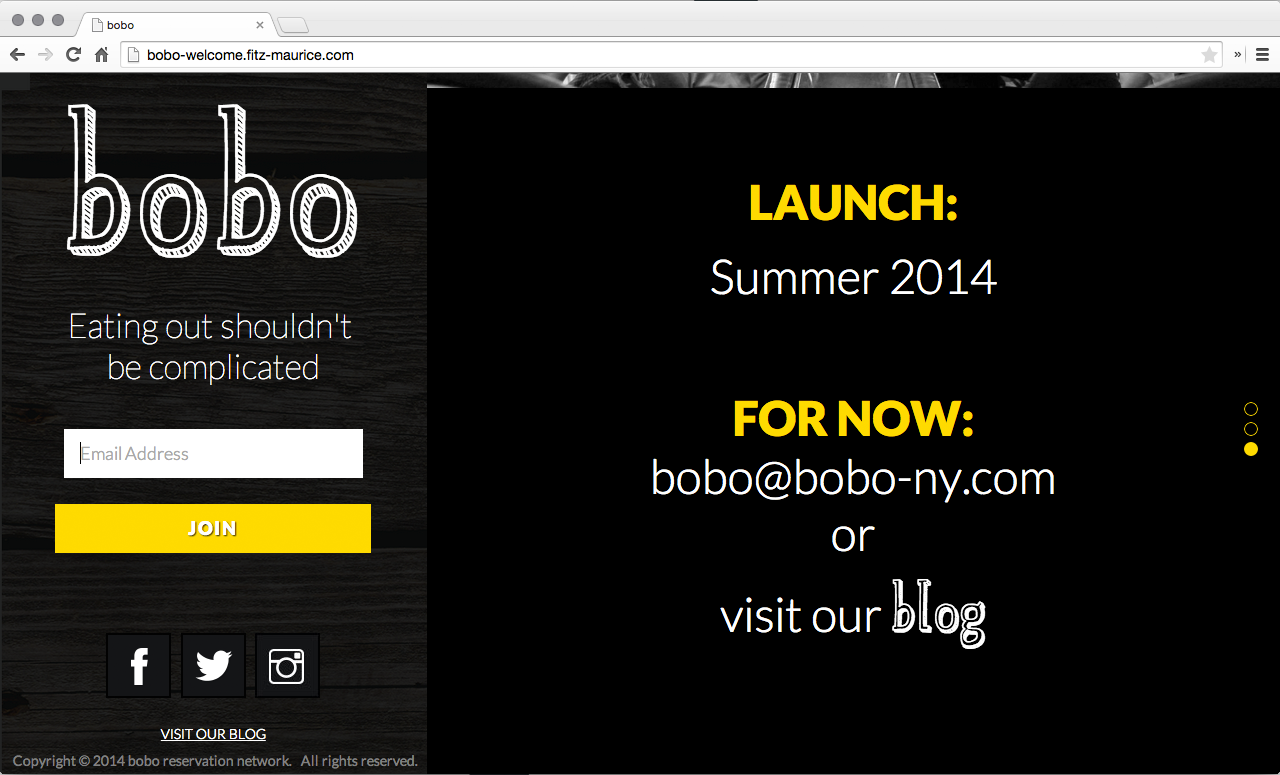 bobo
bobo-welcome.fitz-maurice.com
bobo
Eating out shouldn't
be complicated
Email Address
JOIN
VISIT OUR BLOG
Copyright © 2014 bobo reservation network. All rights reserved.
LAUNCH:
Summer 2014
FOR NOW:
bobo@bobo-ny.com
or
visit our blog